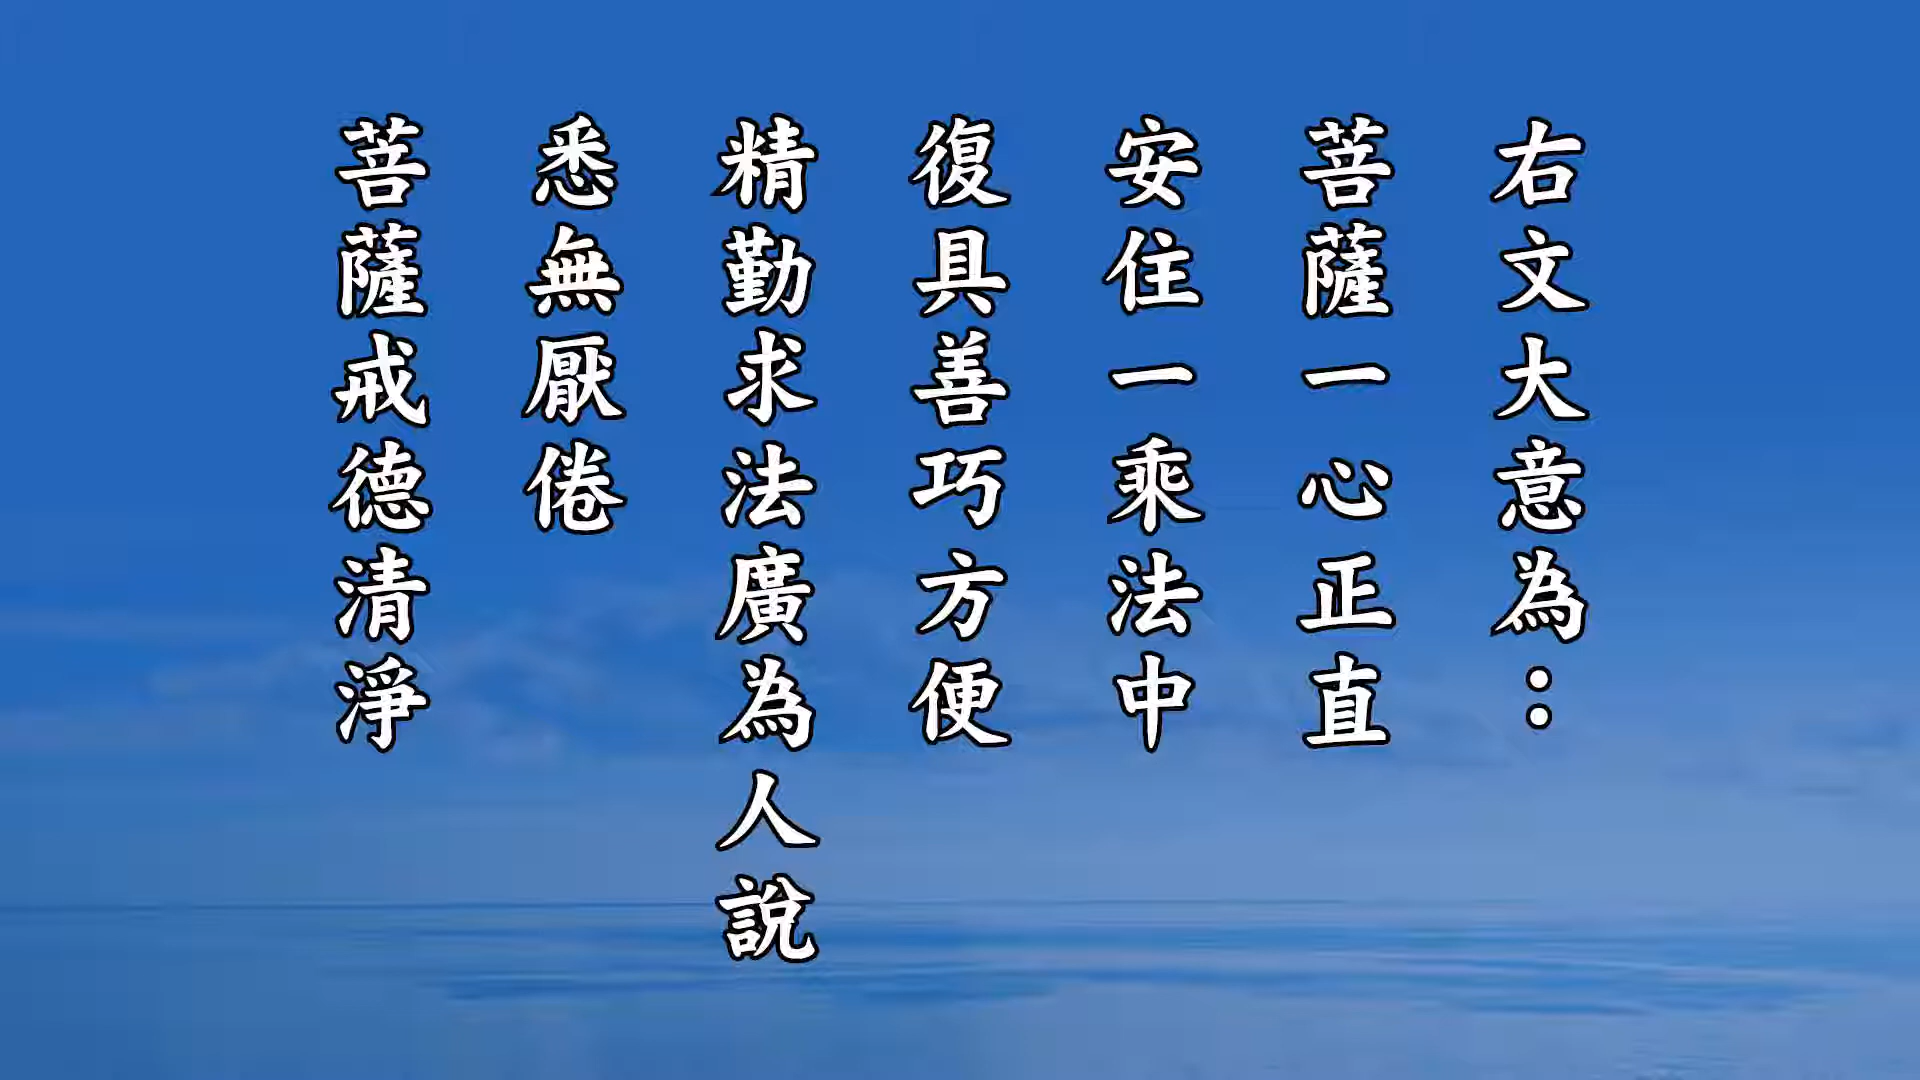 右文大意為：
菩薩一心正直
安住一乘法中
復具善巧方便
精勤求法廣為人說
悉無厭倦
菩薩戒德清淨